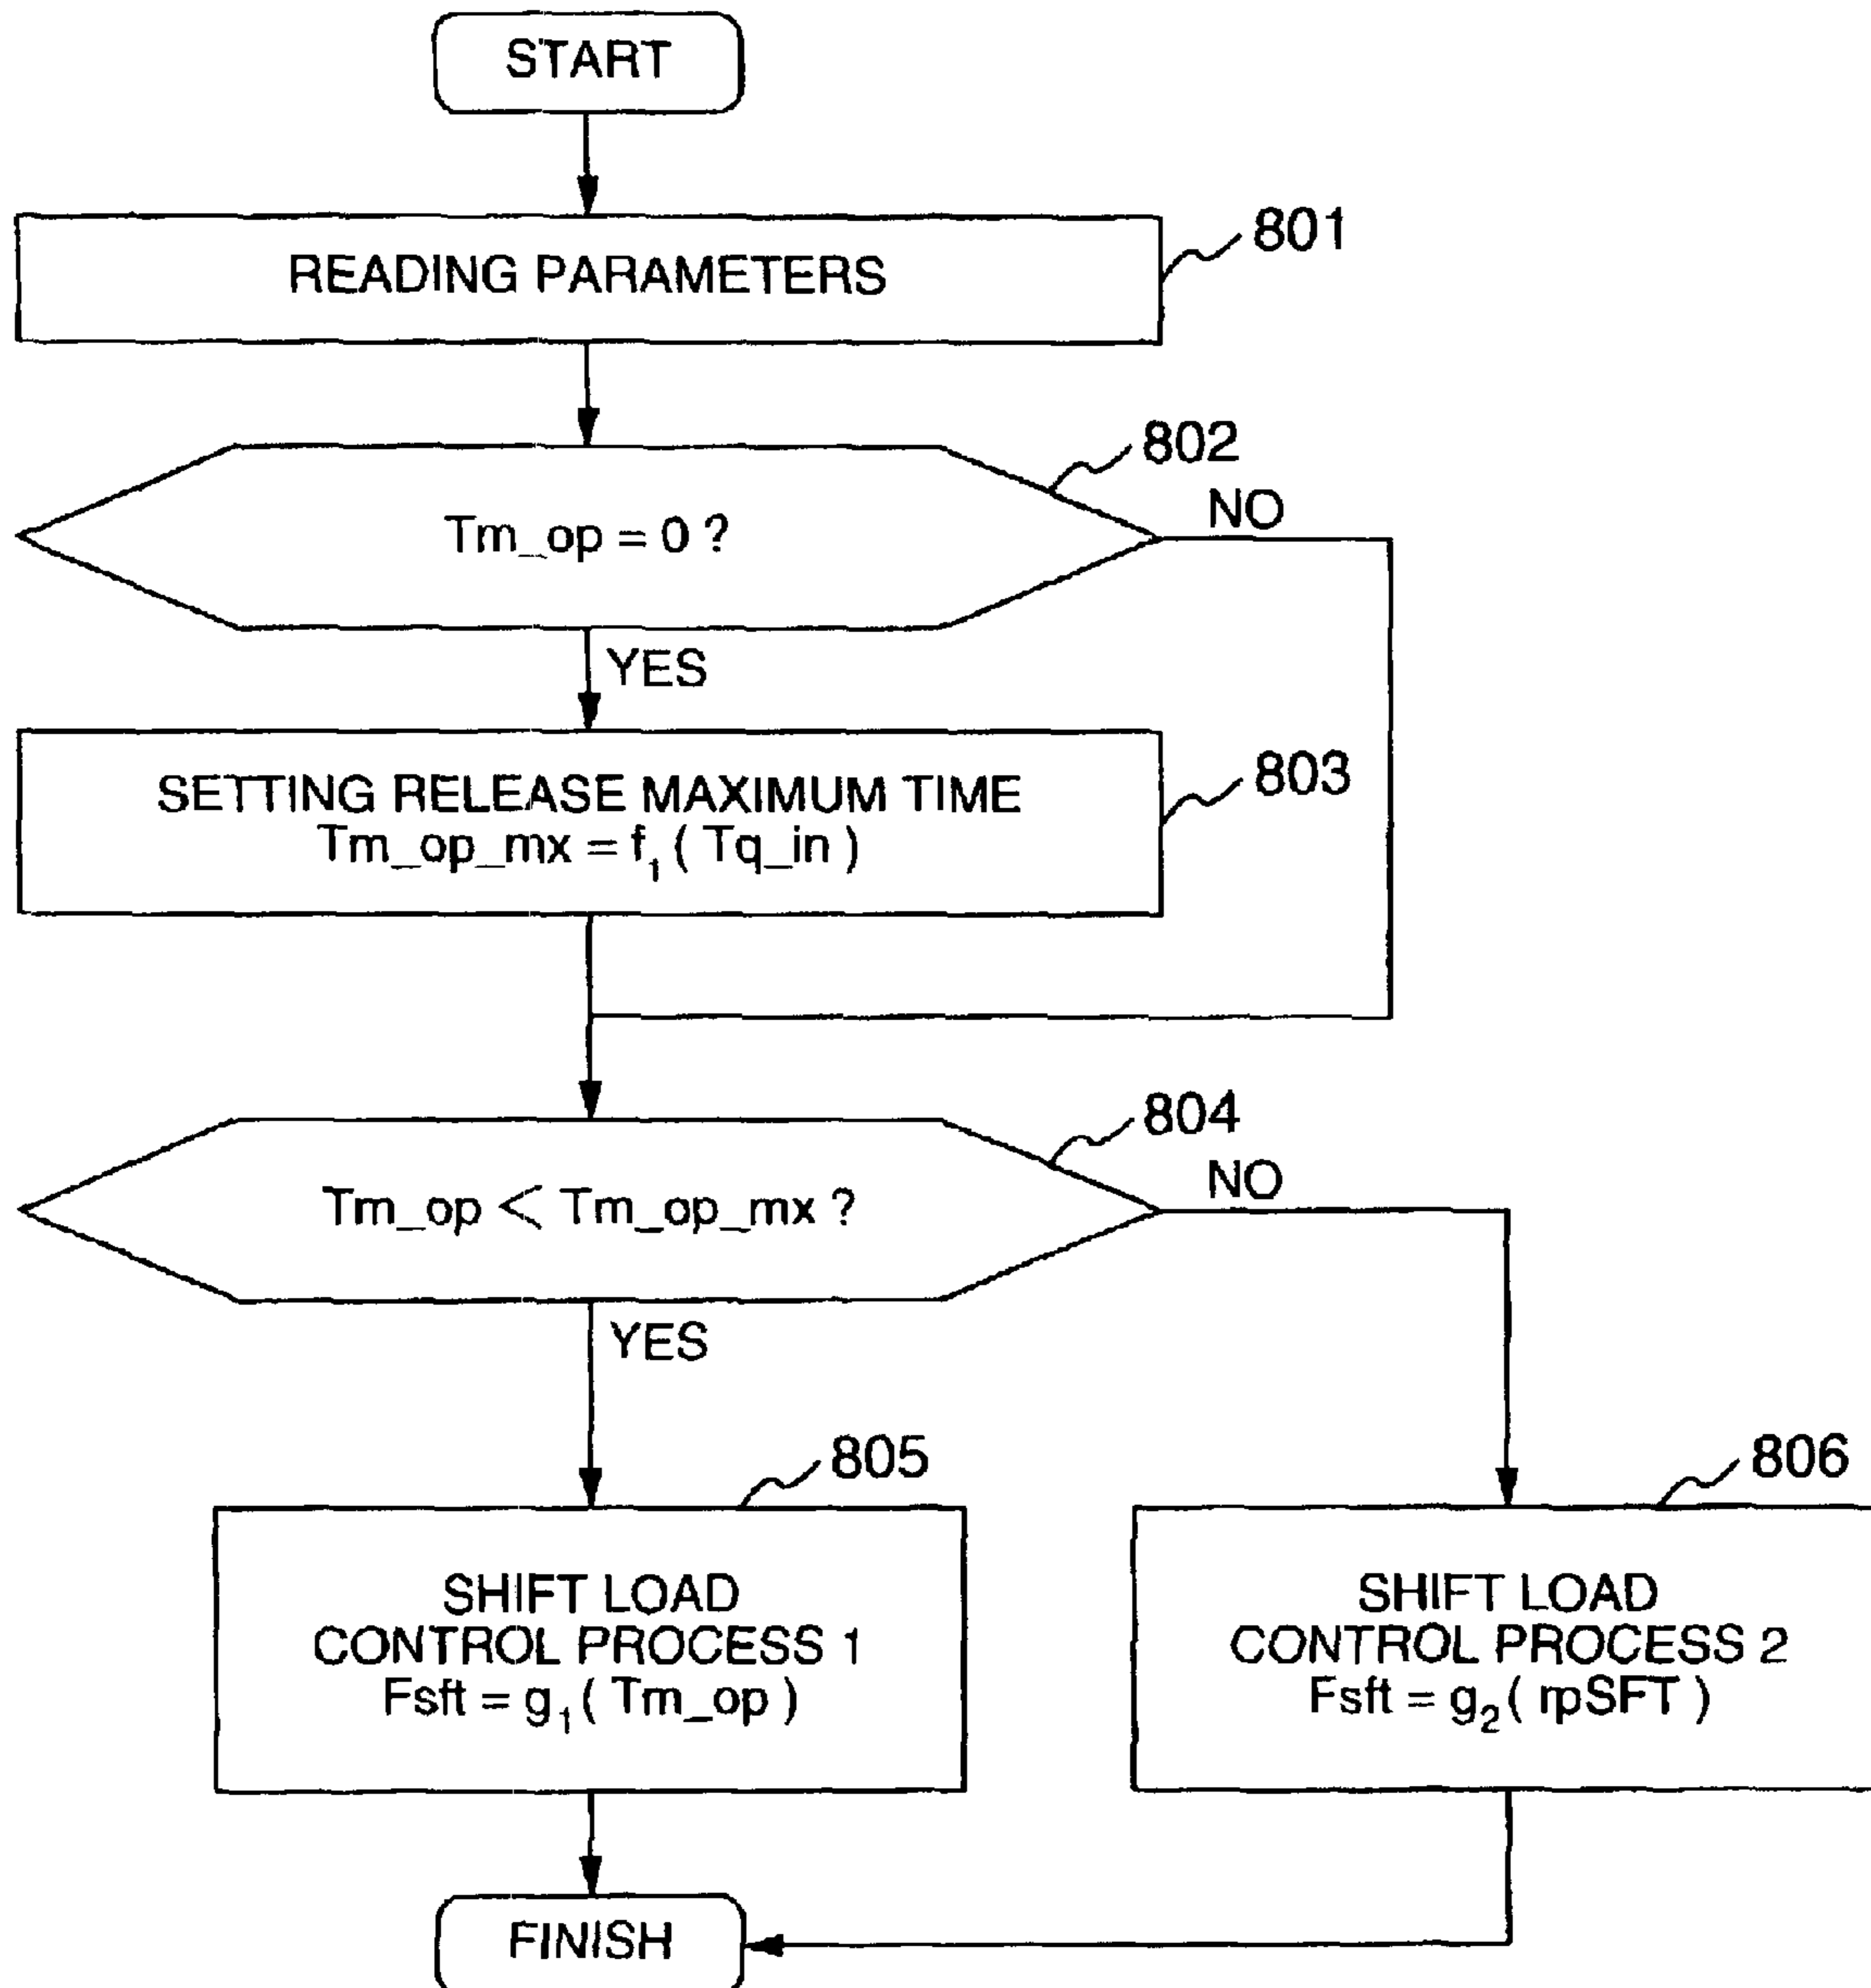 START
READING PARAMETERS
801
802
Tm_op = 0 ?
NO
YES
SETTING RELEASE MAXIMUM TIME
Tm_op_mx = f₁ ( Tq_in )
803
804
Tm_op < Tm_op_mx ?
NO
YES
805
SHIFT LOAD
CONTROL PROCESS 1
Fsft = g₁ ( Tm_op )
806
SHIFT LOAD
CONTROL PROCESS 2
Fsft = g₂ ( rpSFT )
FINISH